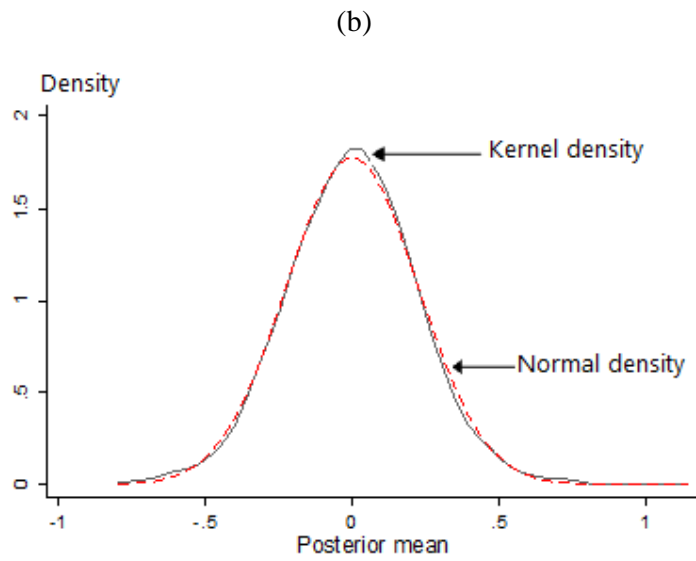 (b)
Density
2
Kernel density
1.5
1
Normal density
.5
0
-1 -.5 0 .5 1
Posterior mean